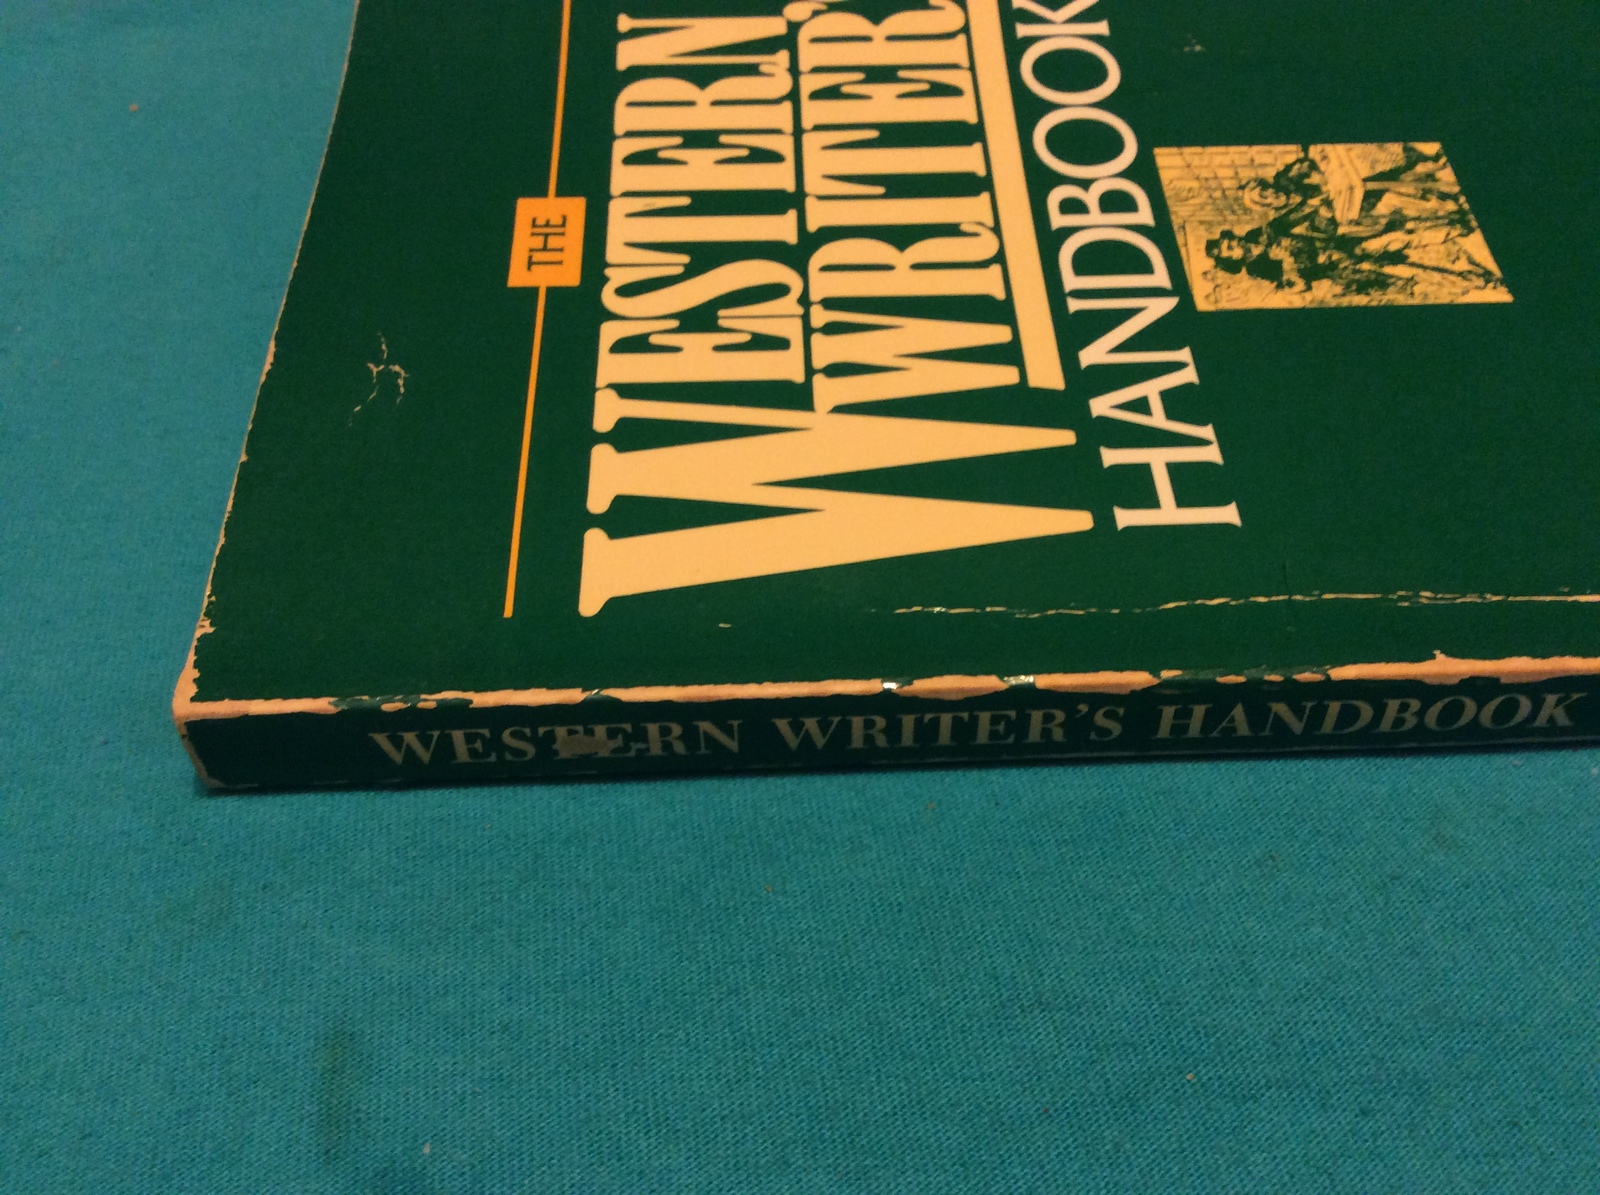 THE
WESTERN
WRITER'
HANDBOOK
WESTERN WRITER'S HANDBOOK